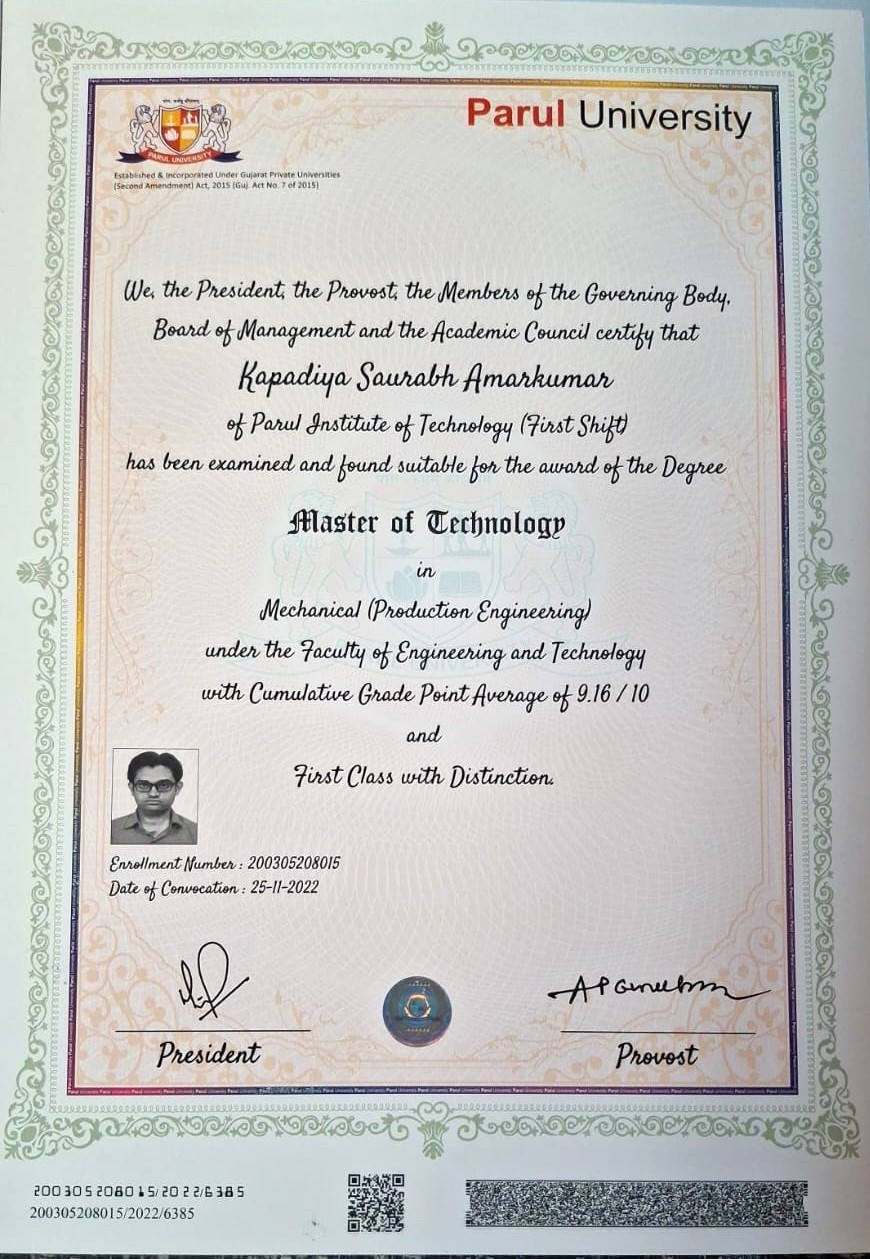 Parul University
PARUL UNIVERSITY
Established & Incorporated Under Gujarat Private Universities
(Second Amendment) Act, 2015 (Guj. Act No. 7 of 2015)
We, the President, the Provost, the Members of the Governing Body,
Board of Management and the Academic Council certify that
Kapadiya Saurabh Amarkumar
of Parul Institute of Technology (First Shift)
has been examined and found suitable for the award of the Degree
Master of Technology
in
Mechanical (Production Engineering)
under the Faculty of Engineering and Technology
with Cumulative Grade Point Average of 9.16 / 10
and
First Class with Distinction.
Enrollment Number : 200305208015
Date of Convocation : 25-11-2022
President
Provost
200305208015/2022/6385
200305208015/2022/6385